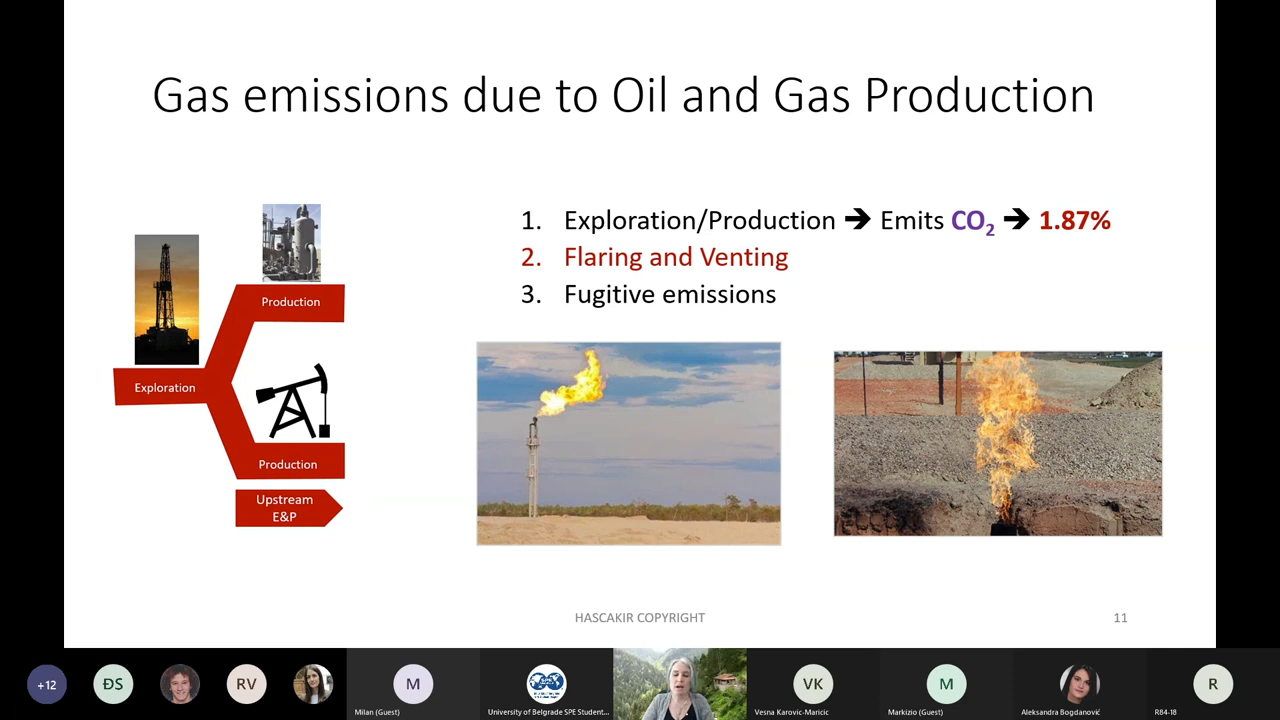 Gas emissions due to Oil and Gas Production
1. Exploration/Production ➔ Emits CO2 ➔ 1.87%
2. Flaring and Venting
3. Fugitive emissions
Production
Exploration
Production
Upstream
E&P
HASCAKIR COPYRIGHT
11
+12
ĐS
RV
M
Milan (Guest)
University of Belgrade SPE Student...
VK
Vesna Karovic-Maricic
M
Markizio (Guest)
Aleksandra Bogdanović
R
R84-18